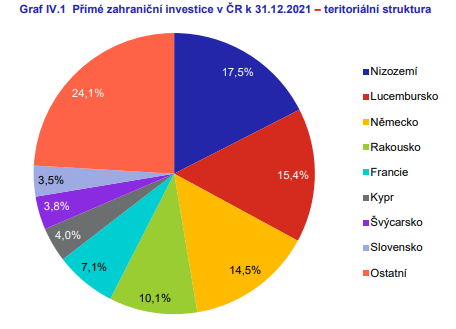 Graf IV.1 Přímé zahraniční investice v ČR k 31.12.2021 – teritoriální struktura
17,5%
15,4%
14,5%
10,1%
7,1%
4,0%
3,8%
3,5%
24,1%
Nizozemí
Lucembursko
Německo
Rakousko
Francie
Kypr
Švýcarsko
Slovensko
Ostatní